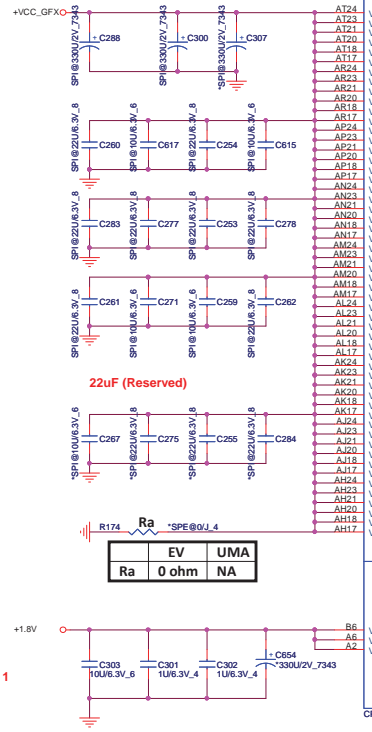 +VCC_GFX
SPI@330U/2V_7343
C288
SPI@330U/2V_7343
C300
*SPI@330U/2V_7343
C307
SPI@22U/6.3V_8
C260
SPI@10U/6.3V_6
C617
SPI@22U/6.3V_8
C254
SPI@10U/6.3V_6
C615
SPI@22U/6.3V_8
C283
SPI@10U/6.3V_6
C277
SPI@22U/6.3V_8
C253
SPI@22U/6.3V_8
C278
SPI@22U/6.3V_8
C261
SPI@10U/6.3V_6
C271
SPI@10U/6.3V_6
C259
SPI@22U/6.3V_8
C262
22uF (Reserved)
*SPI@10U/6.3V_6
C267
*SPI@22U/6.3V_8
C275
*SPI@22U/6.3V_8
C255
*SPI@22U/6.3V_8
C284
R174
Ra
*SPE@0/J_4
EV UMA
Ra 0 ohm NA
AT24
AT23
AT21
AT20
AT18
AT17
AR24
AR23
AR21
AR20
AR18
AR17
AP24
AP23
AP21
AP20
AP18
AP17
AN24
AN23
AN21
AN20
AN18
AN17
AM24
AM23
AM21
AM20
AM18
AM17
AL24
AL23
AL21
AL20
AL18
AL17
AK24
AK23
AK21
AK20
AK18
AK17
AJ24
AJ23
AJ21
AJ20
AJ18
AJ17
AH24
AH23
AH21
AH20
AH18
AH17
+1.8V
C303
10U/6.3V_6
C301
1U/6.3V_4
C302
1U/6.3V_4
C654
*330U/2V_7343
B6
A6
A2
1